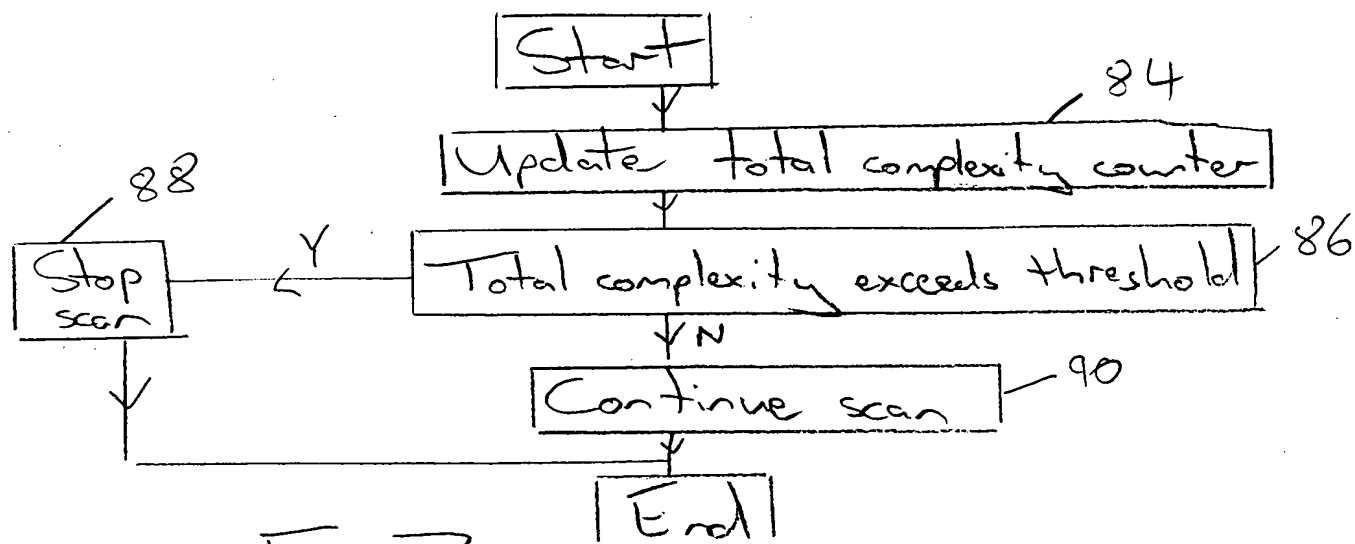 Start
84
Update total complexity counter
88
Y
Stop
scan
Total complexity exceeds threshold
86
N
Continue scan
90
End